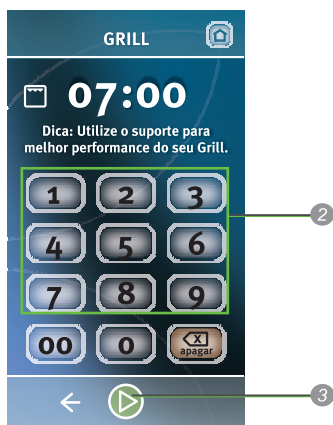 GRILL
07:00
Dica: Utilize o suporte para
melhor performance do seu Grill.
1 2 3
4 5 6
7 8 9
00 0 X apagar
2
3